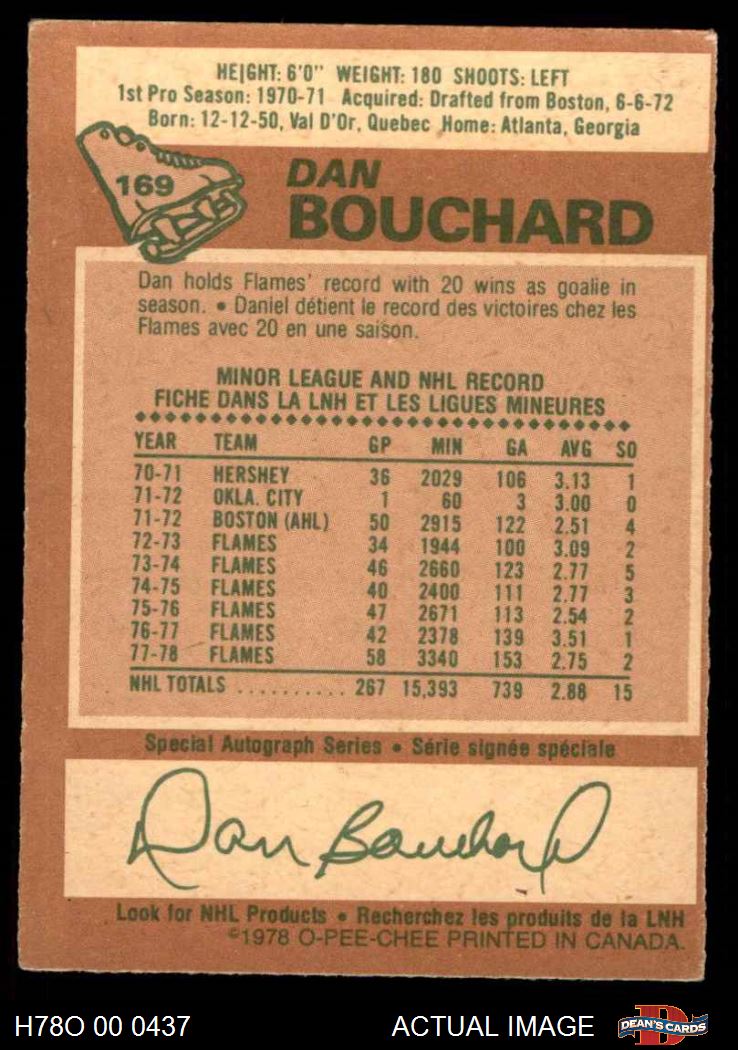 HEIGHT: 6'0" WEIGHT: 180 SHOOTS: LEFT
1st Pro Season: 1970-71 Acquired: Drafted from Boston, 6-6-72
Born: 12-12-50, Val D'Or, Quebec Home: Atlanta, Georgia
169
DAN
BOUCHARD
Dan holds Flames' record with 20 wins as goalie in
season. • Daniel détient le record des victoires chez les
Flames avec 20 en une saison.
MINOR LEAGUE AND NHL RECORD
FICHE DANS LA LNH ET LES LIGUES MINEURES
YEAR TEAM GP MIN GA AVG SO
70-71 HERSHEY 36 2029 106 3.13 1
71-72 OKLA. CITY 1 60 3 3.00 0
71-72 BOSTON (AHL) 50 2915 122 2.51 4
72-73 FLAMES 34 1944 100 3.09 2
73-74 FLAMES 46 2660 123 2.77 5
74-75 FLAMES 40 2400 111 2.77 3
75-76 FLAMES 47 2671 113 2.54 2
76-77 FLAMES 42 2378 139 3.51 1
77-78 FLAMES 58 3340 153 2.75 2
NHL TOTALS .......... 267 15,393 739 2.88 15
Special Autograph Series • Série signée spéciale
Dan Bouchard
Look for NHL Products • Recherchez les produits de la LNH
©1978 O-PEE-CHEE PRINTED IN CANADA.
H78O 00 0437 ACTUAL IMAGE D DEAN'S CARDS